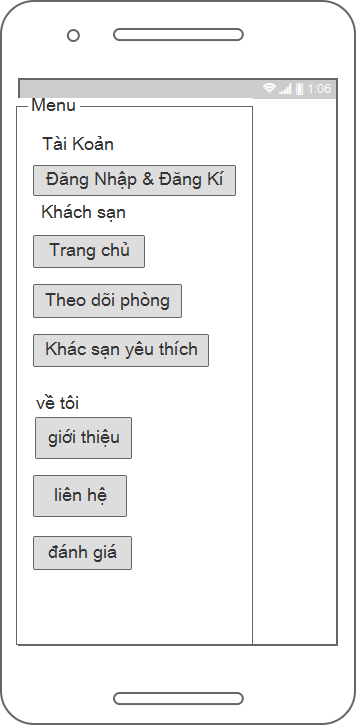 1:06
Menu
Tài Koản
Đăng Nhập & Đăng Kí
Khách sạn
Trang chủ
Theo dõi phòng
Khác sạn yêu thích
về tôi
giới thiệu
liên hệ
đánh giá